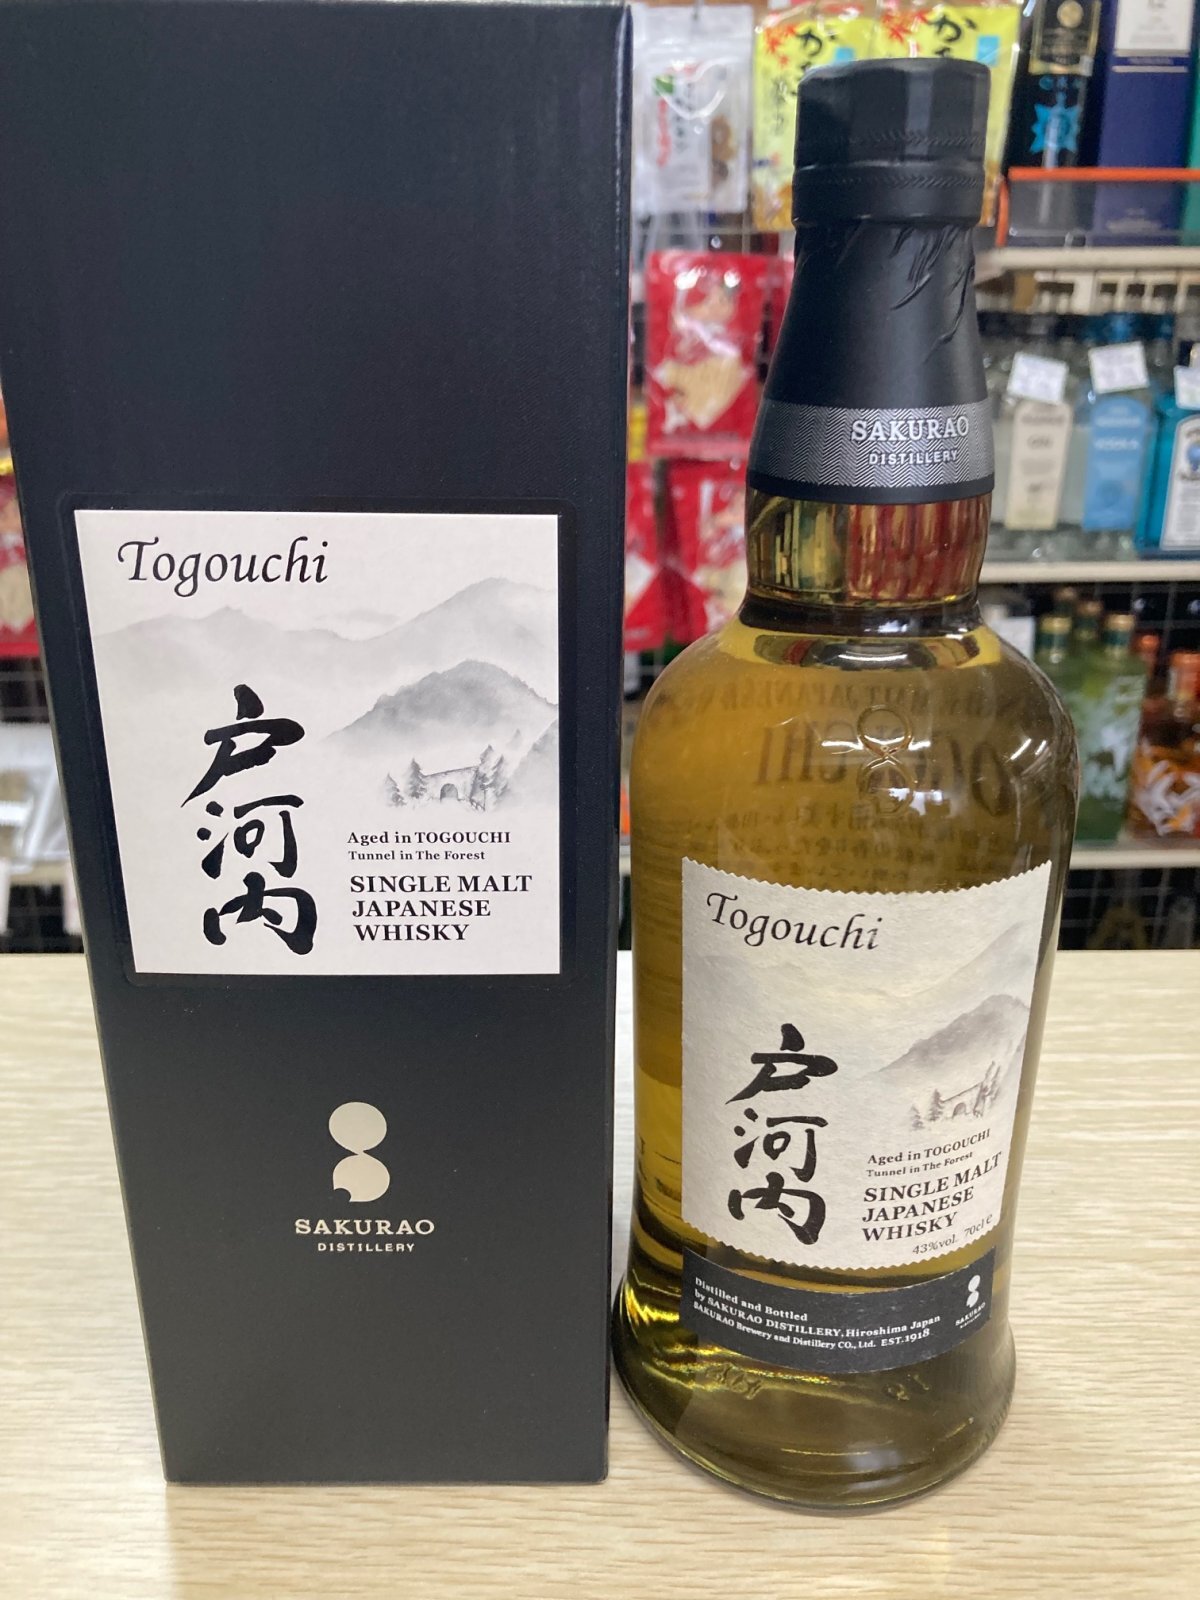 Togouchi
戸河内
Aged in TOGOUCHI
Tunnel in The Forest
SINGLE MALT
JAPANESE
WHISKY
SAKURAO
DISTILLERY
SAKURAO
DISTILLERY
Togouchi
戸河内
Aged in TOGOUCHI
Tunnel in The Forest
SINGLE MALT
JAPANESE
WHISKY
43%vol. 70cl e
Distilled and Bottled
by SAKURAO DISTILLERY, Hiroshima Japan
SAKURAO Brewery and Distillery CO., Ltd. EST.1918
SAKURAO
DISTILLERY